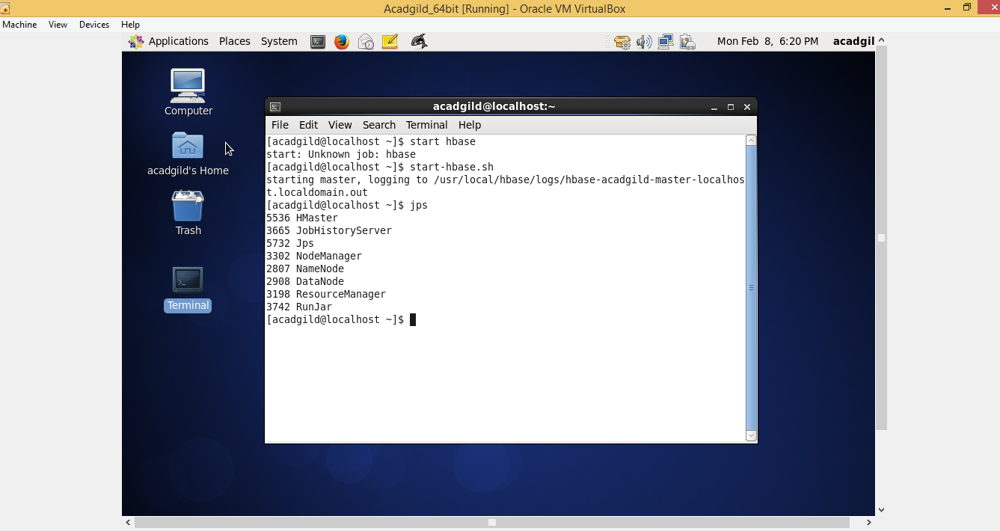 Acadgild_64bit [Running] - Oracle VM VirtualBox
Machine View Devices Help
Applications Places System Mon Feb 8, 6:20 PM acadgil
Computer
acadgild's Home
Trash
Terminal
acadgild@localhost:~
File Edit View Search Terminal Help
[acadgild@localhost ~]$ start hbase
start: Unknown job: hbase
[acadgild@localhost ~]$ start-hbase.sh
starting master, logging to /usr/local/hbase/logs/hbase-acadgild-master-localhos
t.localdomain.out
[acadgild@localhost ~]$ jps
5536 HMaster
3665 JobHistoryServer
5732 Jps
3302 NodeManager
2807 NameNode
2908 DataNode
3198 ResourceManager
3742 RunJar
[acadgild@localhost ~]$